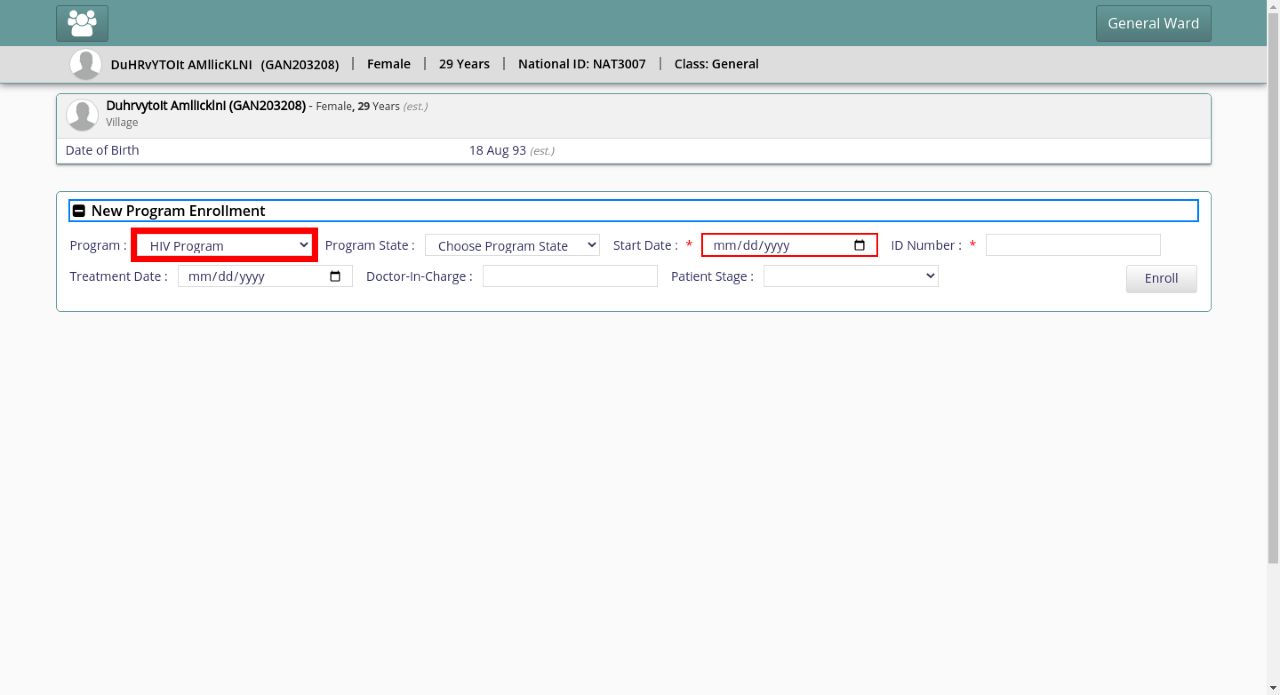 General Ward
DuHRvYTOIt AMllicKLNI (GAN203208) | Female | 29 Years | National ID: NAT3007 | Class: General
Duhrvytoit Amllicklni (GAN203208) - Female, 29 Years (est.)
Village
Date of Birth 18 Aug 93 (est.)
New Program Enrollment
Program : HIV Program Program State : Choose Program State Start Date : * mm/dd/yyyy ID Number : *
Treatment Date : mm/dd/yyyy Doctor-In-Charge : Patient Stage : Enroll